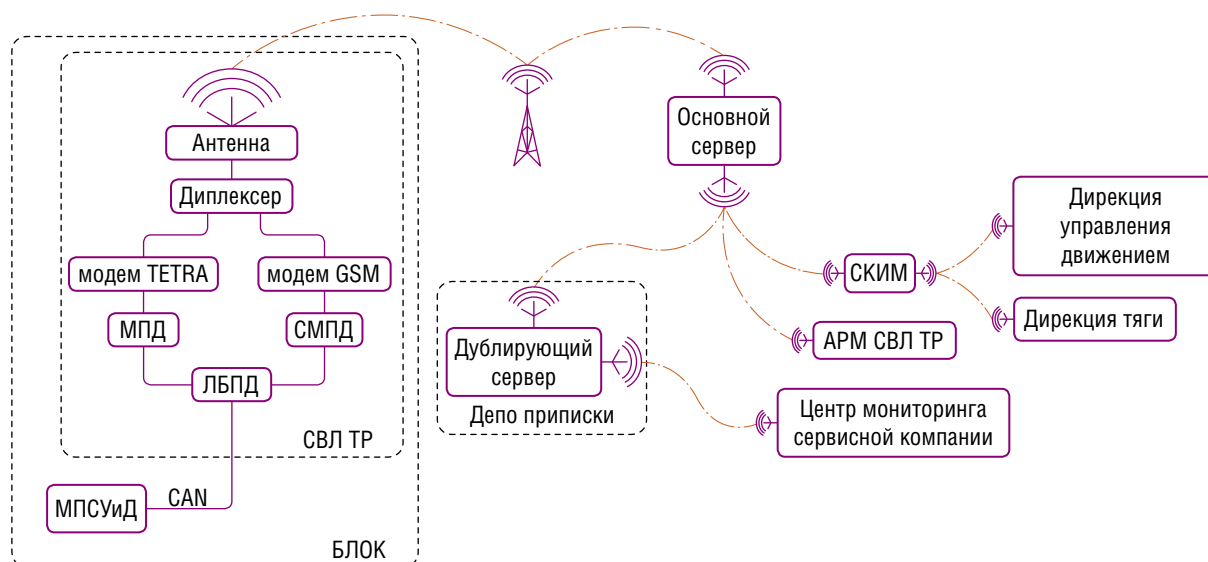 Антенна
Диплексер
модем TETRA
модем GSM
МПД
СМПД
ЛБПД
СВЛ ТР
МПСУиД
CAN
БЛОК
Основной
сервер
Дублирующий
сервер
Депо приписки
СКИМ
АРМ СВЛ ТР
Центр мониторинга
сервисной компании
Дирекция
управления
движением
Дирекция тяги